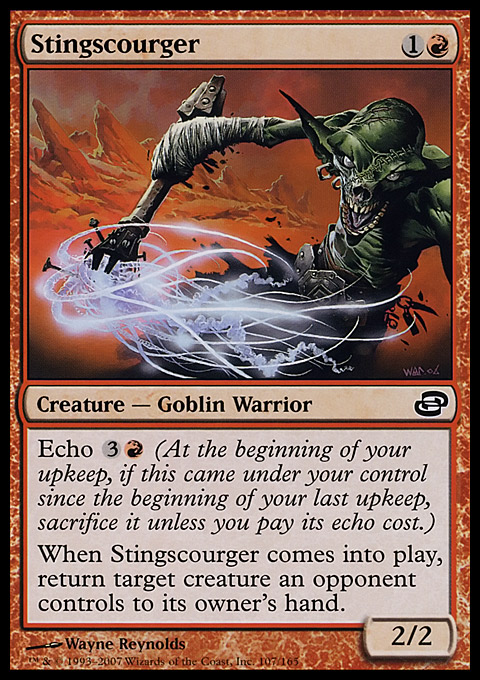 Stingscourger 1
WAR.06
Creature — Goblin Warrior
Echo 3 (At the beginning of your
upkeep, if this came under your control
since the beginning of your last upkeep,
sacrifice it unless you pay its echo cost.)
When Stingscourger comes into play,
return target creature an opponent
controls to its owner's hand.
2/2
Wayne Reynolds
™ & © 1993-2007 Wizards of the Coast, Inc. 107/165